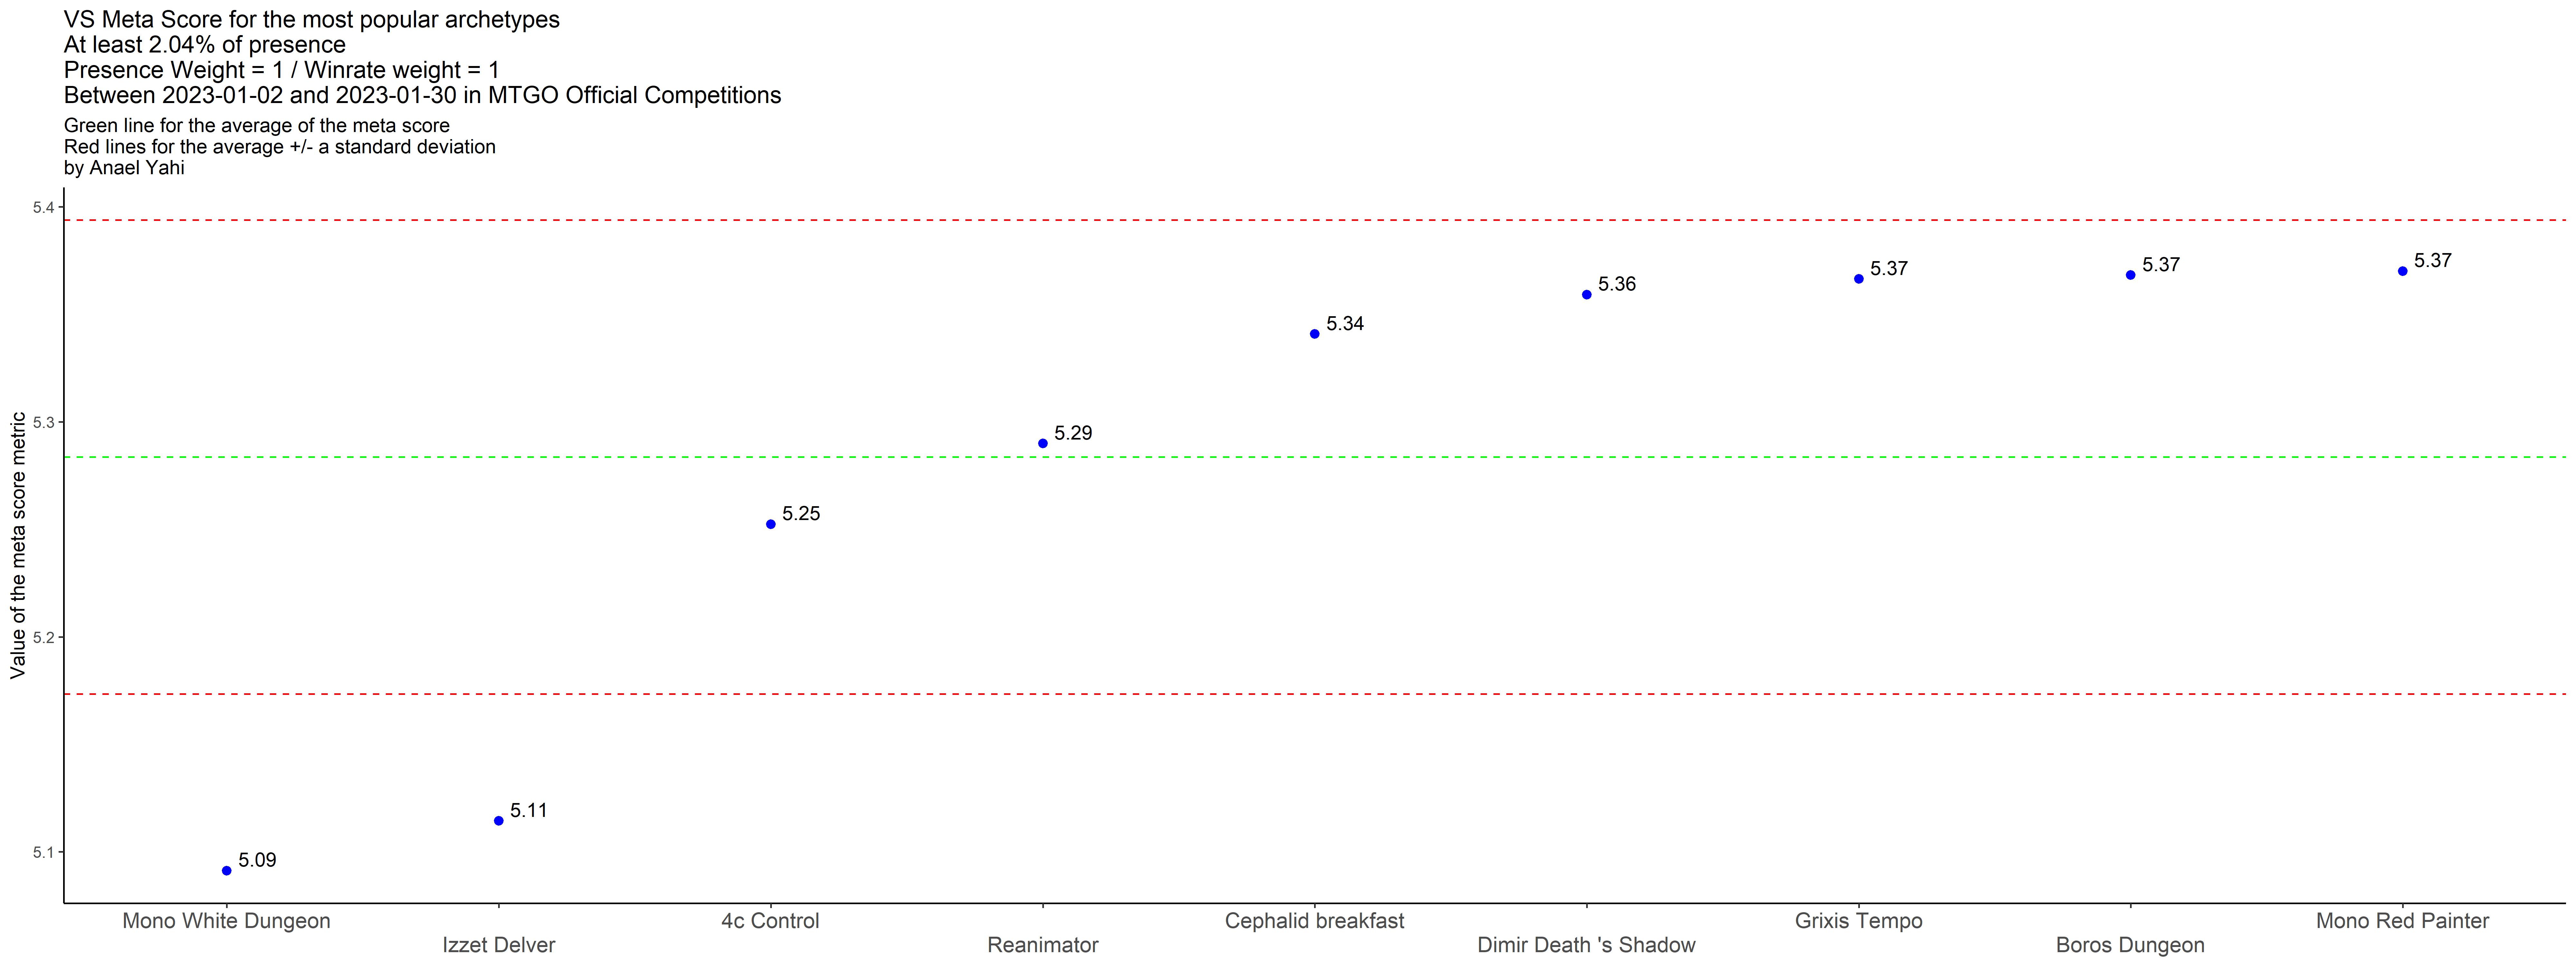 VS Meta Score for the most popular archetypes
At least 2.04% of presence
Presence Weight = 1 / Winrate weight = 1
Between 2023-01-02 and 2023-01-30 in MTGO Official Competitions
Green line for the average of the meta score
Red lines for the average +/- a standard deviation
by Anael Yahi
Value of the meta score metric
5.4
5.3
5.2
5.1
5.09
5.11
5.25
5.29
5.34
5.36
5.37
5.37
5.37
Mono White Dungeon
Izzet Delver
4c Control
Reanimator
Cephalid breakfast
Dimir Death 's Shadow
Grixis Tempo
Boros Dungeon
Mono Red Painter